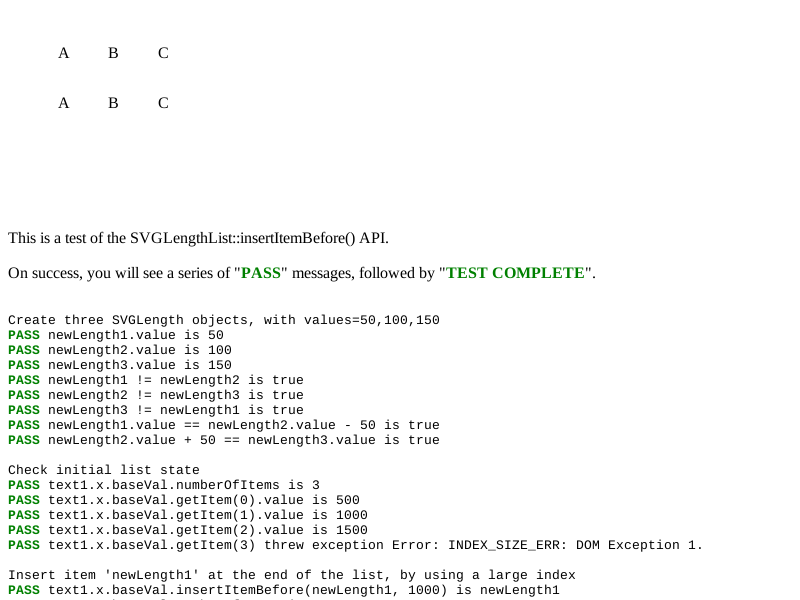 A B C
A B C
This is a test of the SVGLengthList::insertItemBefore() API.
On success, you will see a series of "PASS" messages, followed by "TEST COMPLETE".
Create three SVGLength objects, with values=50,100,150
PASS newLength1.value is 50
PASS newLength2.value is 100
PASS newLength3.value is 150
PASS newLength1 != newLength2 is true
PASS newLength2 != newLength3 is true
PASS newLength3 != newLength1 is true
PASS newLength1.value == newLength2.value - 50 is true
PASS newLength2.value + 50 == newLength3.value is true
Check initial list state
PASS text1.x.baseVal.numberOfItems is 3
PASS text1.x.baseVal.getItem(0).value is 500
PASS text1.x.baseVal.getItem(1).value is 1000
PASS text1.x.baseVal.getItem(2).value is 1500
PASS text1.x.baseVal.getItem(3) threw exception Error: INDEX_SIZE_ERR: DOM Exception 1.
Insert item 'newLength1' at the end of the list, by using a large index
PASS text1.x.baseVal.insertItemBefore(newLength1, 1000) is newLength1